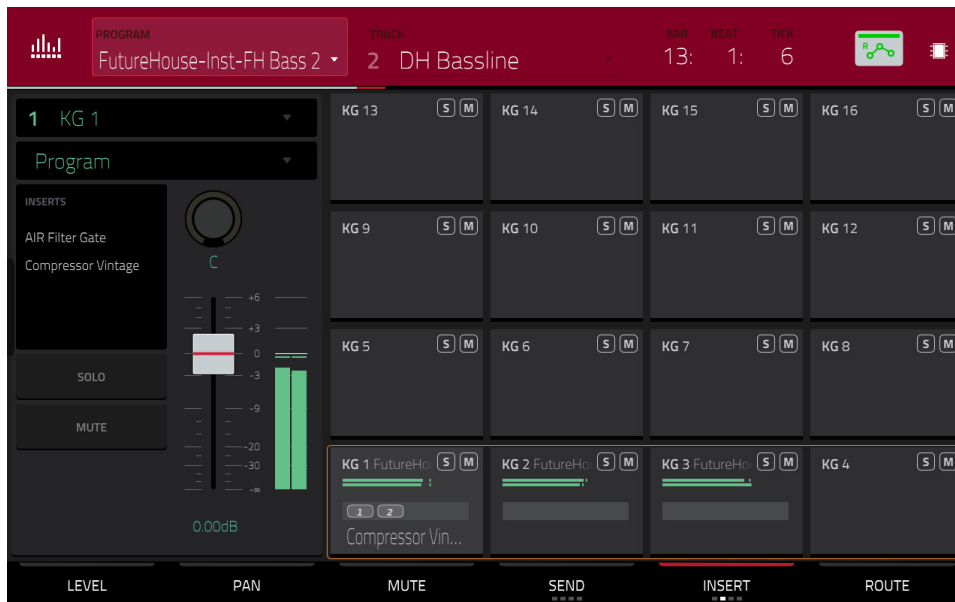 PROGRAM
FutureHouse-Inst-FH Bass 2
TRACK
2 DH Bassline
BAR BEAT TICK
13: 1: 6
R
1 KG 1
Program
INSERTS
AIR Filter Gate
Compressor Vintage
C
+6
+3
0
-3
-9
-20
-30
-∞
0.00dB
SOLO
MUTE
KG 13 S M
KG 14 S M
KG 15 S M
KG 16 S M
KG 9 S M
KG 10 S M
KG 11 S M
KG 12 S M
KG 5 S M
KG 6 S M
KG 7 S M
KG 8 S M
KG 1 FutureHo S M
1 2
Compressor Vin...
KG 2 FutureHo S M
KG 3 FutureHo S M
KG 4 S M
LEVEL
PAN
MUTE
SEND
INSERT
ROUTE